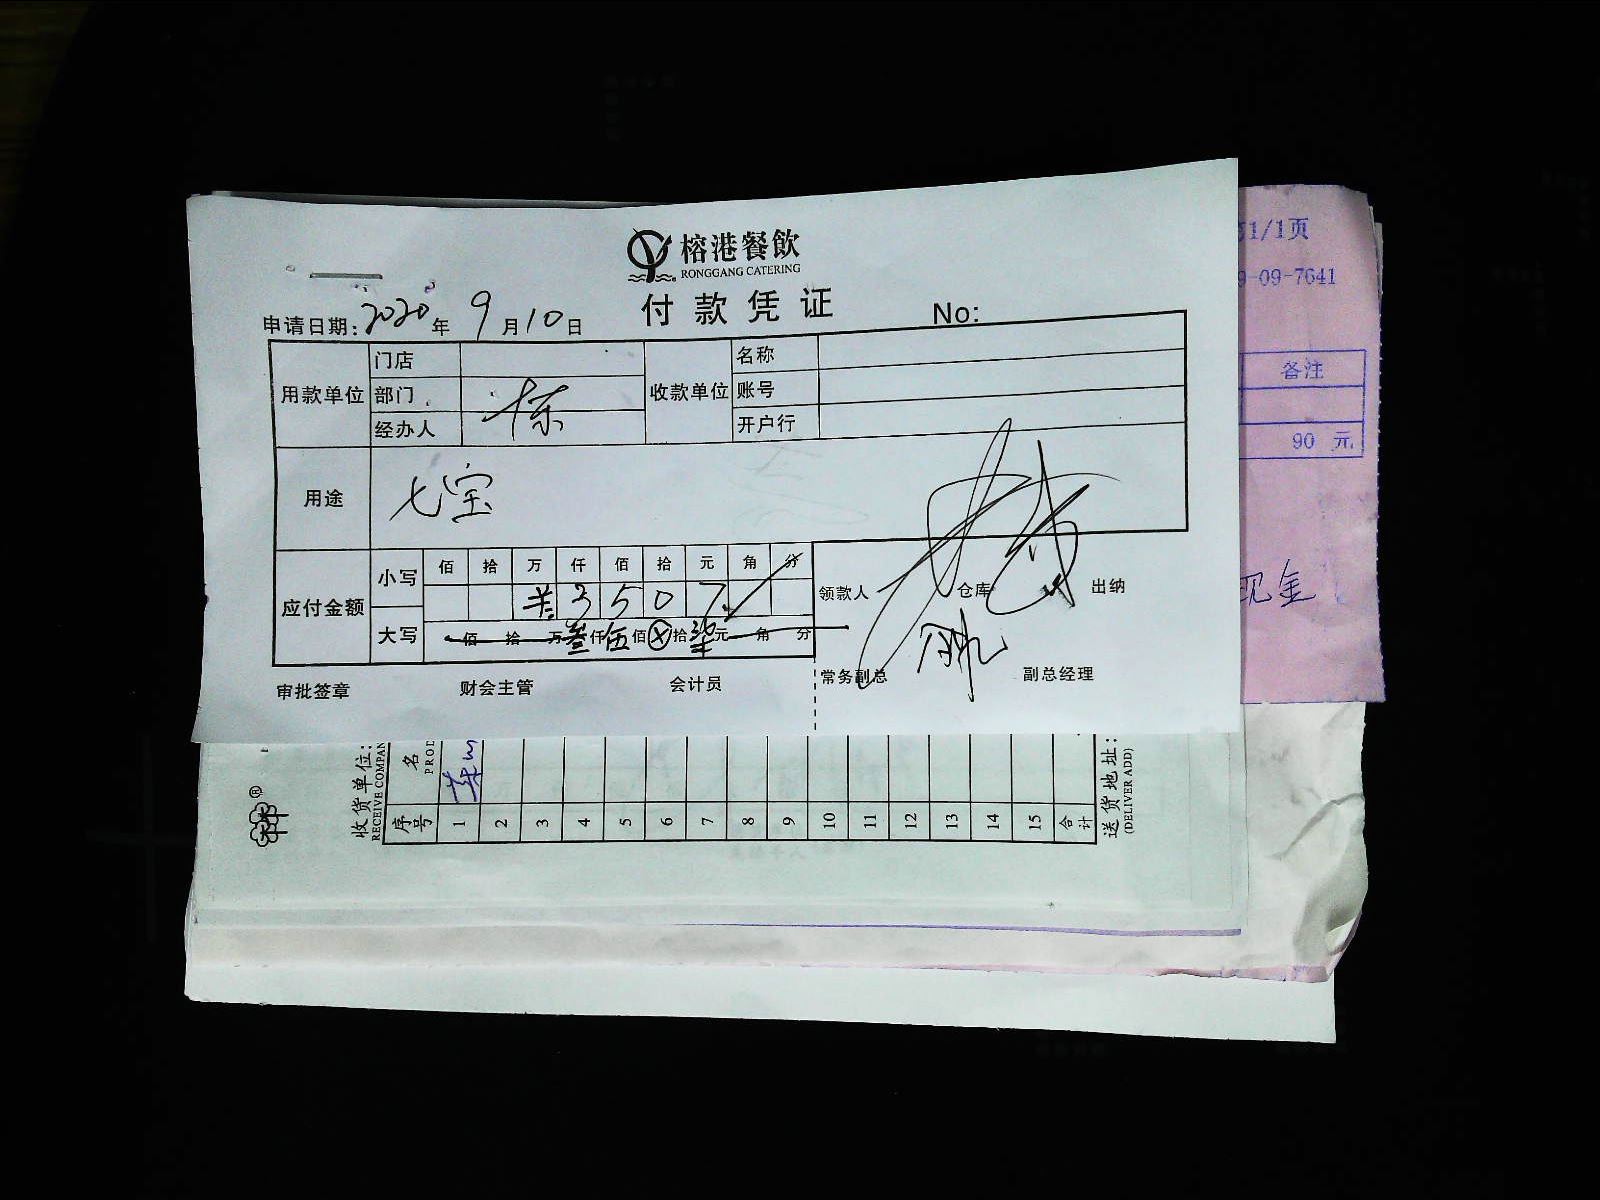 榕港餐飲
RONGGANG CATERING
付款凭证
No:
申请日期: 2020年9月10日
用款单位 门店 收款单位 名称
部门 账号
经办人 开户行
用途 七宝
应付金额 小写 佰 拾 万 仟 佰 拾 元 角 分
3 5 0 7
大写 佰 拾 万 叁仟 伍佰 拾 柒元 角 分
领款人 仓库 出纳
审批签章 财会主管 会计员 常务副总 副总经理
1/1页
9-09-7641
备注
90 元
现金
收货单位:
RECEIVE COMPAN
序号 名
PROD
1
2
3
4
5
6
7
8
9
10
11
12
13
14
15
合计
送货地址:
(DELIVER ADD)